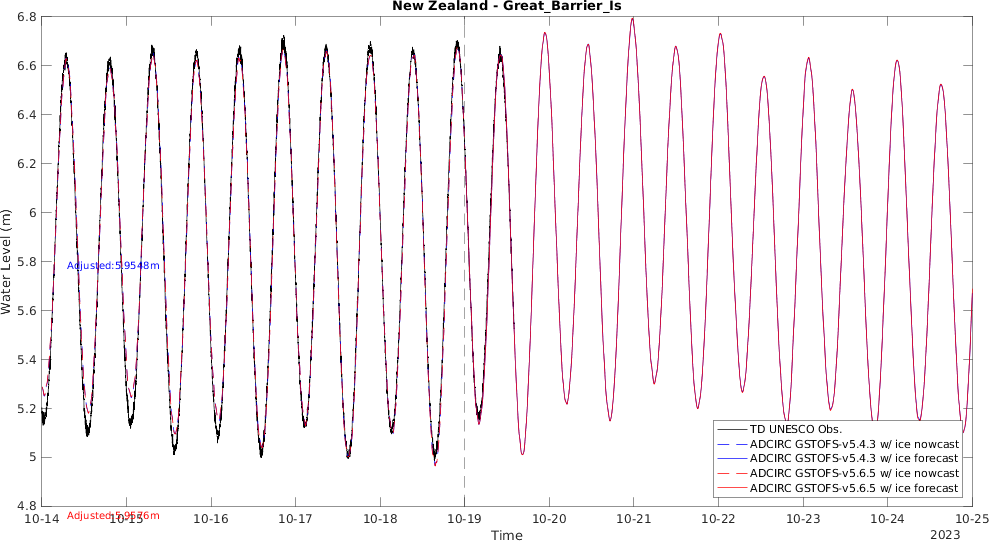 New Zealand - Great_Barrier_Is
6.8
6.6
6.4
6.2
6
5.8
5.6
5.4
5.2
5
4.8
Water Level (m)
Adjusted:5.9548m
Adjusted:5.9576m
TD UNESCO Obs.
ADCIRC GSTOFS-v5.4.3 w/ ice nowcast
ADCIRC GSTOFS-v5.4.3 w/ ice forecast
ADCIRC GSTOFS-v5.6.5 w/ ice nowcast
ADCIRC GSTOFS-v5.6.5 w/ ice forecast
10-14 10-15 10-16 10-17 10-18 10-19 10-20 10-21 10-22 10-23 10-24 10-25
Time
2023